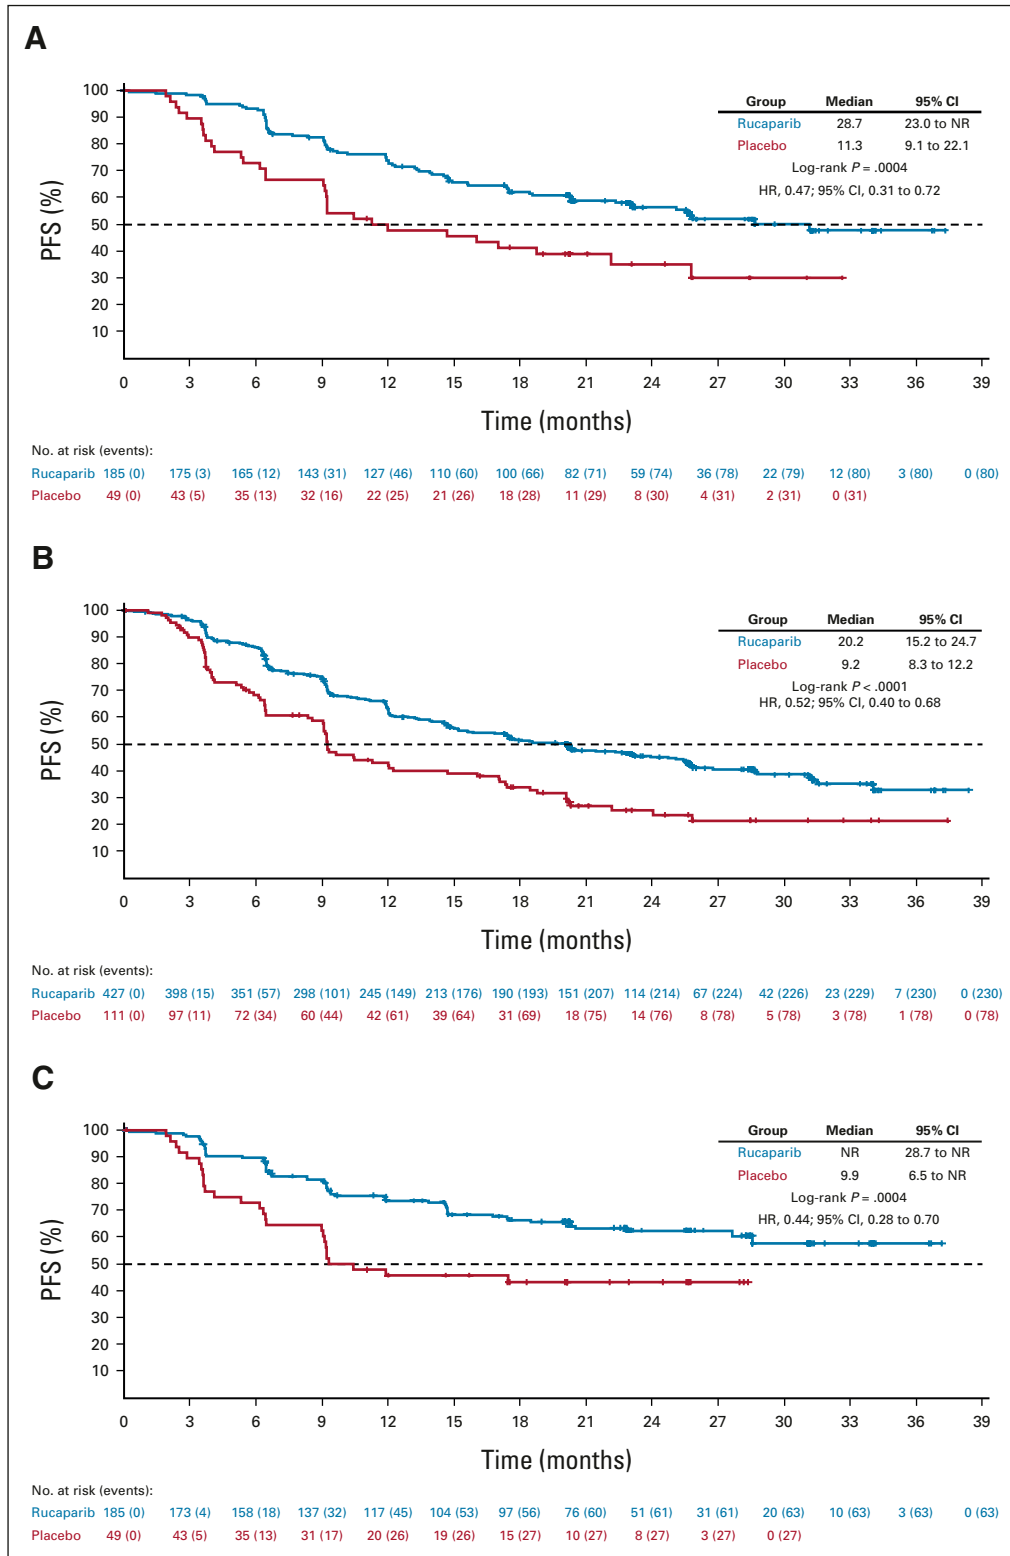 A
100
90
80
70
60
50
40
30
20
10
PFS (%)
Group Median 95% CI
Rucaparib 28.7 23.0 to NR
Placebo 11.3 9.1 to 22.1
Log-rank P = .0004
HR, 0.47; 95% CI, 0.31 to 0.72
0 3 6 9 12 15 18 21 24 27 30 33 36 39
Time (months)
No. at risk (events):
Rucaparib 185 (0) 175 (3) 165 (12) 143 (31) 127 (46) 110 (60) 100 (66) 82 (71) 59 (74) 36 (78) 22 (79) 12 (80) 3 (80) 0 (80)
Placebo 49 (0) 43 (5) 35 (13) 32 (16) 22 (25) 21 (26) 18 (28) 11 (29) 8 (30) 4 (31) 2 (31) 0 (31)
B
100
90
80
70
60
50
40
30
20
10
PFS (%)
Group Median 95% CI
Rucaparib 20.2 15.2 to 24.7
Placebo 9.2 8.3 to 12.2
Log-rank P < .0001
HR, 0.52; 95% CI, 0.40 to 0.68
0 3 6 9 12 15 18 21 24 27 30 33 36 39
Time (months)
No. at risk (events):
Rucaparib 427 (0) 398 (15) 351 (57) 298 (101) 245 (149) 213 (176) 190 (193) 151 (207) 114 (214) 67 (224) 42 (226) 23 (229) 7 (230) 0 (230)
Placebo 111 (0) 97 (11) 72 (34) 60 (44) 42 (61) 39 (64) 31 (69) 18 (75) 14 (76) 8 (78) 5 (78) 3 (78) 1 (78) 0 (78)
C
100
90
80
70
60
50
40
30
20
10
PFS (%)
Group Median 95% CI
Rucaparib NR 28.7 to NR
Placebo 9.9 6.5 to NR
Log-rank P = .0004
HR, 0.44; 95% CI, 0.28 to 0.70
0 3 6 9 12 15 18 21 24 27 30 33 36 39
Time (months)
No. at risk (events):
Rucaparib 185 (0) 173 (4) 158 (18) 137 (32) 117 (45) 104 (53) 97 (56) 76 (60) 51 (61) 31 (61) 20 (63) 10 (63) 3 (63) 0 (63)
Placebo 49 (0) 43 (5) 35 (13) 31 (17) 20 (26) 19 (26) 15 (27) 10 (27) 8 (27) 3 (27) 0 (27)